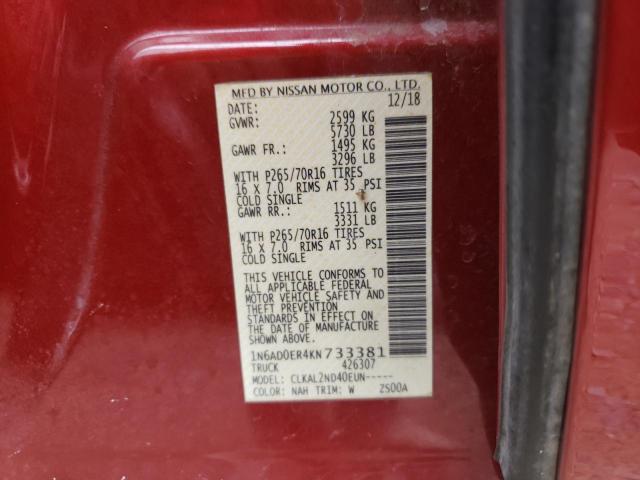 MFD BY NISSAN MOTOR CO., LTD.
DATE: 12/18
GVWR: 2599 KG
5730 LB
GAWR FR.: 1495 KG
3296 LB
WITH P265/70R16 TIRES
16 X 7.0 RIMS AT 35 PSI
COLD SINGLE
GAWR RR.: 1511 KG
3331 LB
WITH P265/70R16 TIRES
16 X 7.0 RIMS AT 35 PSI
COLD SINGLE
THIS VEHICLE CONFORMS TO
ALL APPLICABLE FEDERAL
MOTOR VEHICLE SAFETY AND
THEFT PREVENTION
STANDARDS IN EFFECT ON
THE DATE OF MANUFACTURE
SHOWN ABOVE.
1N6AD0ER4KN733381
TRUCK 426307
MODEL: CLKAL2ND40EUN-----
COLOR: NAH TRIM: W ZS00A